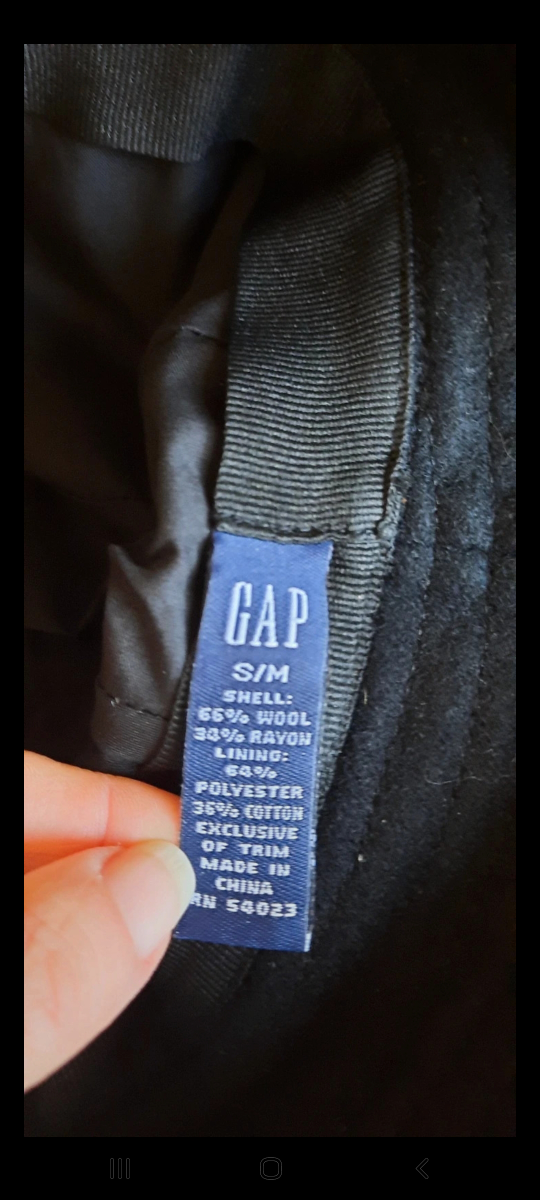 GAP
S/M
SHELL:
66% WOOL
34% RAYON
LINING:
64%
POLYESTER
36% COTTON
EXCLUSIVE
OF TRIM
MADE IN
CHINA
RN 54023